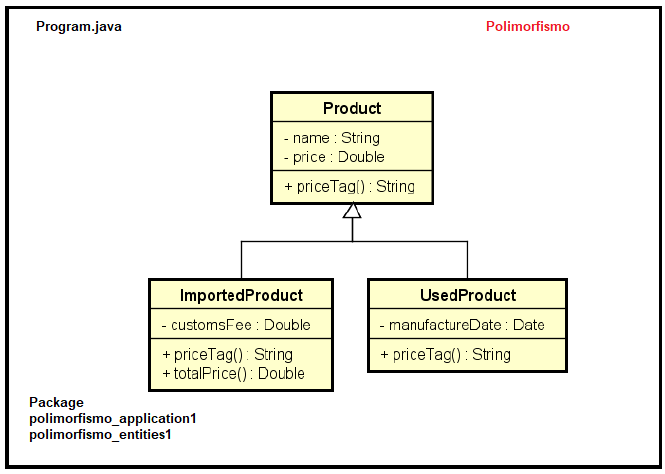 Program.java
Polimorfismo
Product
- name : String
- price : Double
+ priceTag() : String
ImportedProduct
- customsFee : Double
+ priceTag() : String
+ totalPrice() : Double
UsedProduct
- manufactureDate : Date
+ priceTag() : String
Package
polimorfismo_application1
polimorfismo_entities1